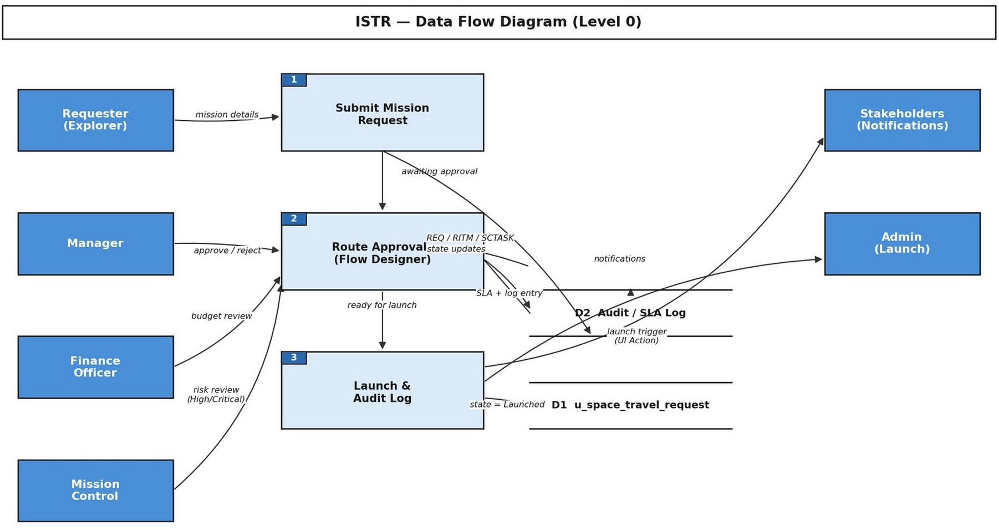 ISTR — Data Flow Diagram (Level 0)
1
Submit Mission
Request
Requester
(Explorer)
mission details
Stakeholders
(Notifications)
awaiting approval
2
Route Approval
(Flow Designer)
Manager
approve / reject
REQ / RITM / SCTASK
state updates
notifications
Admin
(Launch)
SLA + log entry
ready for launch
budget review
D2 Audit / SLA Log
launch trigger
(UI Action)
3
Launch &
Audit Log
Finance
Officer
risk review
(High/Critical)
state = Launched
D1 u_space_travel_request
Mission
Control